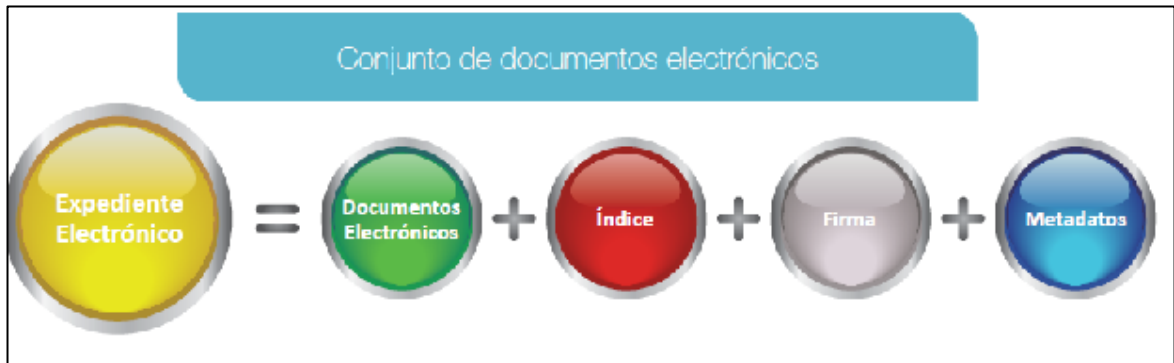 Conjunto de documentos electrónicos
Expediente
Electrónico
=
Documentos
Electrónicos
+
Índice
+
Firma
+
Metadatos